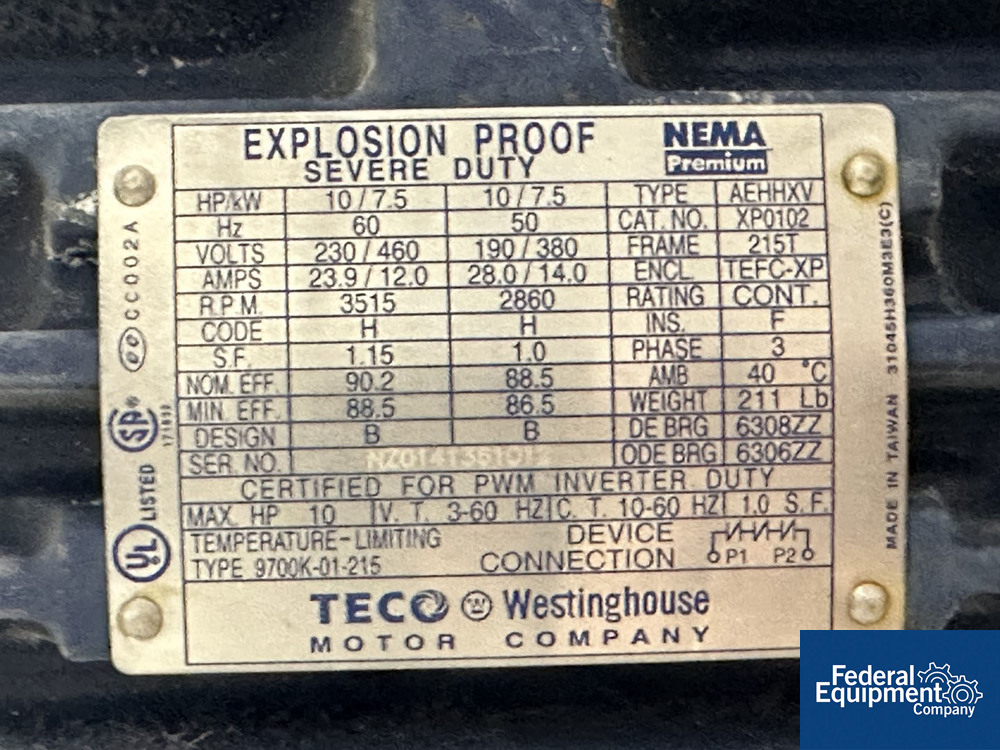 EXPLOSION PROOF
SEVERE DUTY
NEMA
Premium
HP/kW 10/7.5 10/7.5 TYPE AEHHXV
Hz 60 50 CAT. NO. XP0102
VOLTS 230/460 190/380 FRAME 215T
AMPS 23.9/12.0 28.0/14.0 ENCL. TEFC-XP
R.P.M. 3515 2860 RATING CONT.
CODE H H INS. F
S.F. 1.15 1.0 PHASE 3
NOM. EFF. 90.2 88.5 AMB 40 °C
MIN. EFF. 88.5 86.5 WEIGHT 211 Lb
DESIGN B B DE BRG 6308ZZ
SER. NO. ODE BRG 6306ZZ
CERTIFIED FOR PWM INVERTER DUTY
MAX. HP 10 V. T. 3-60 HZ C. T. 10-60 HZ 1.0 S.F.
TEMPERATURE-LIMITING DEVICE
TYPE 9700K-01-215 CONNECTION P1 P2
TECO Westinghouse
MOTOR COMPANY
CC002A
SA®
UL LISTED
MADE IN TAIWAN 31045H360M3E3(C)
Federal
Equipment
Company